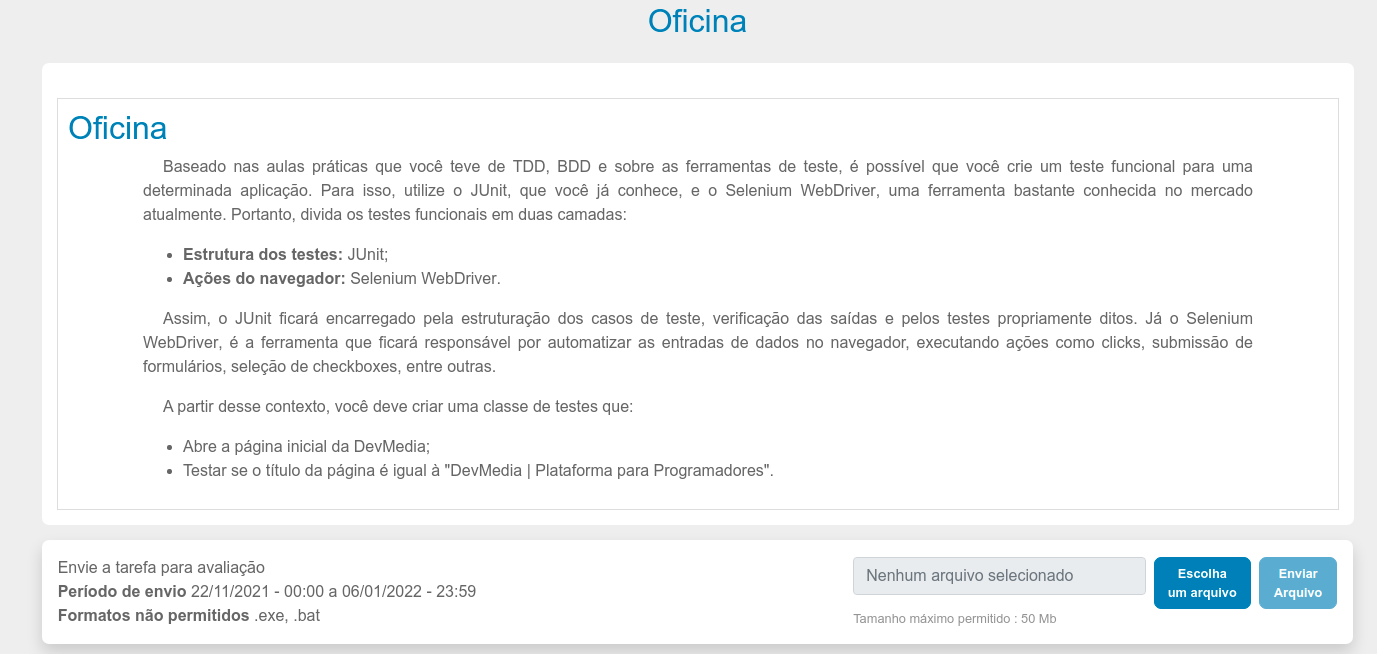 Oficina
Oficina
Baseado nas aulas práticas que você teve de TDD, BDD e sobre as ferramentas de teste, é possível que você crie um teste funcional para uma
determinada aplicação. Para isso, utilize o JUnit, que você já conhece, e o Selenium WebDriver, uma ferramenta bastante conhecida no mercado
atualmente. Portanto, divida os testes funcionais em duas camadas:
• Estrutura dos testes: JUnit;
• Ações do navegador: Selenium WebDriver.
Assim, o JUnit ficará encarregado pela estruturação dos casos de teste, verificação das saídas e pelos testes propriamente ditos. Já o Selenium
WebDriver, é a ferramenta que ficará responsável por automatizar as entradas de dados no navegador, executando ações como clicks, submissão de
formulários, seleção de checkboxes, entre outras.
A partir desse contexto, você deve criar uma classe de testes que:
• Abre a página inicial da DevMedia;
• Testar se o título da página é igual à "DevMedia | Plataforma para Programadores".
Envie a tarefa para avaliação
Período de envio 22/11/2021 - 00:00 a 06/01/2022 - 23:59
Formatos não permitidos .exe, .bat
Nenhum arquivo selecionado
Tamanho máximo permitido : 50 Mb
Escolha
um arquivo
Enviar
Arquivo